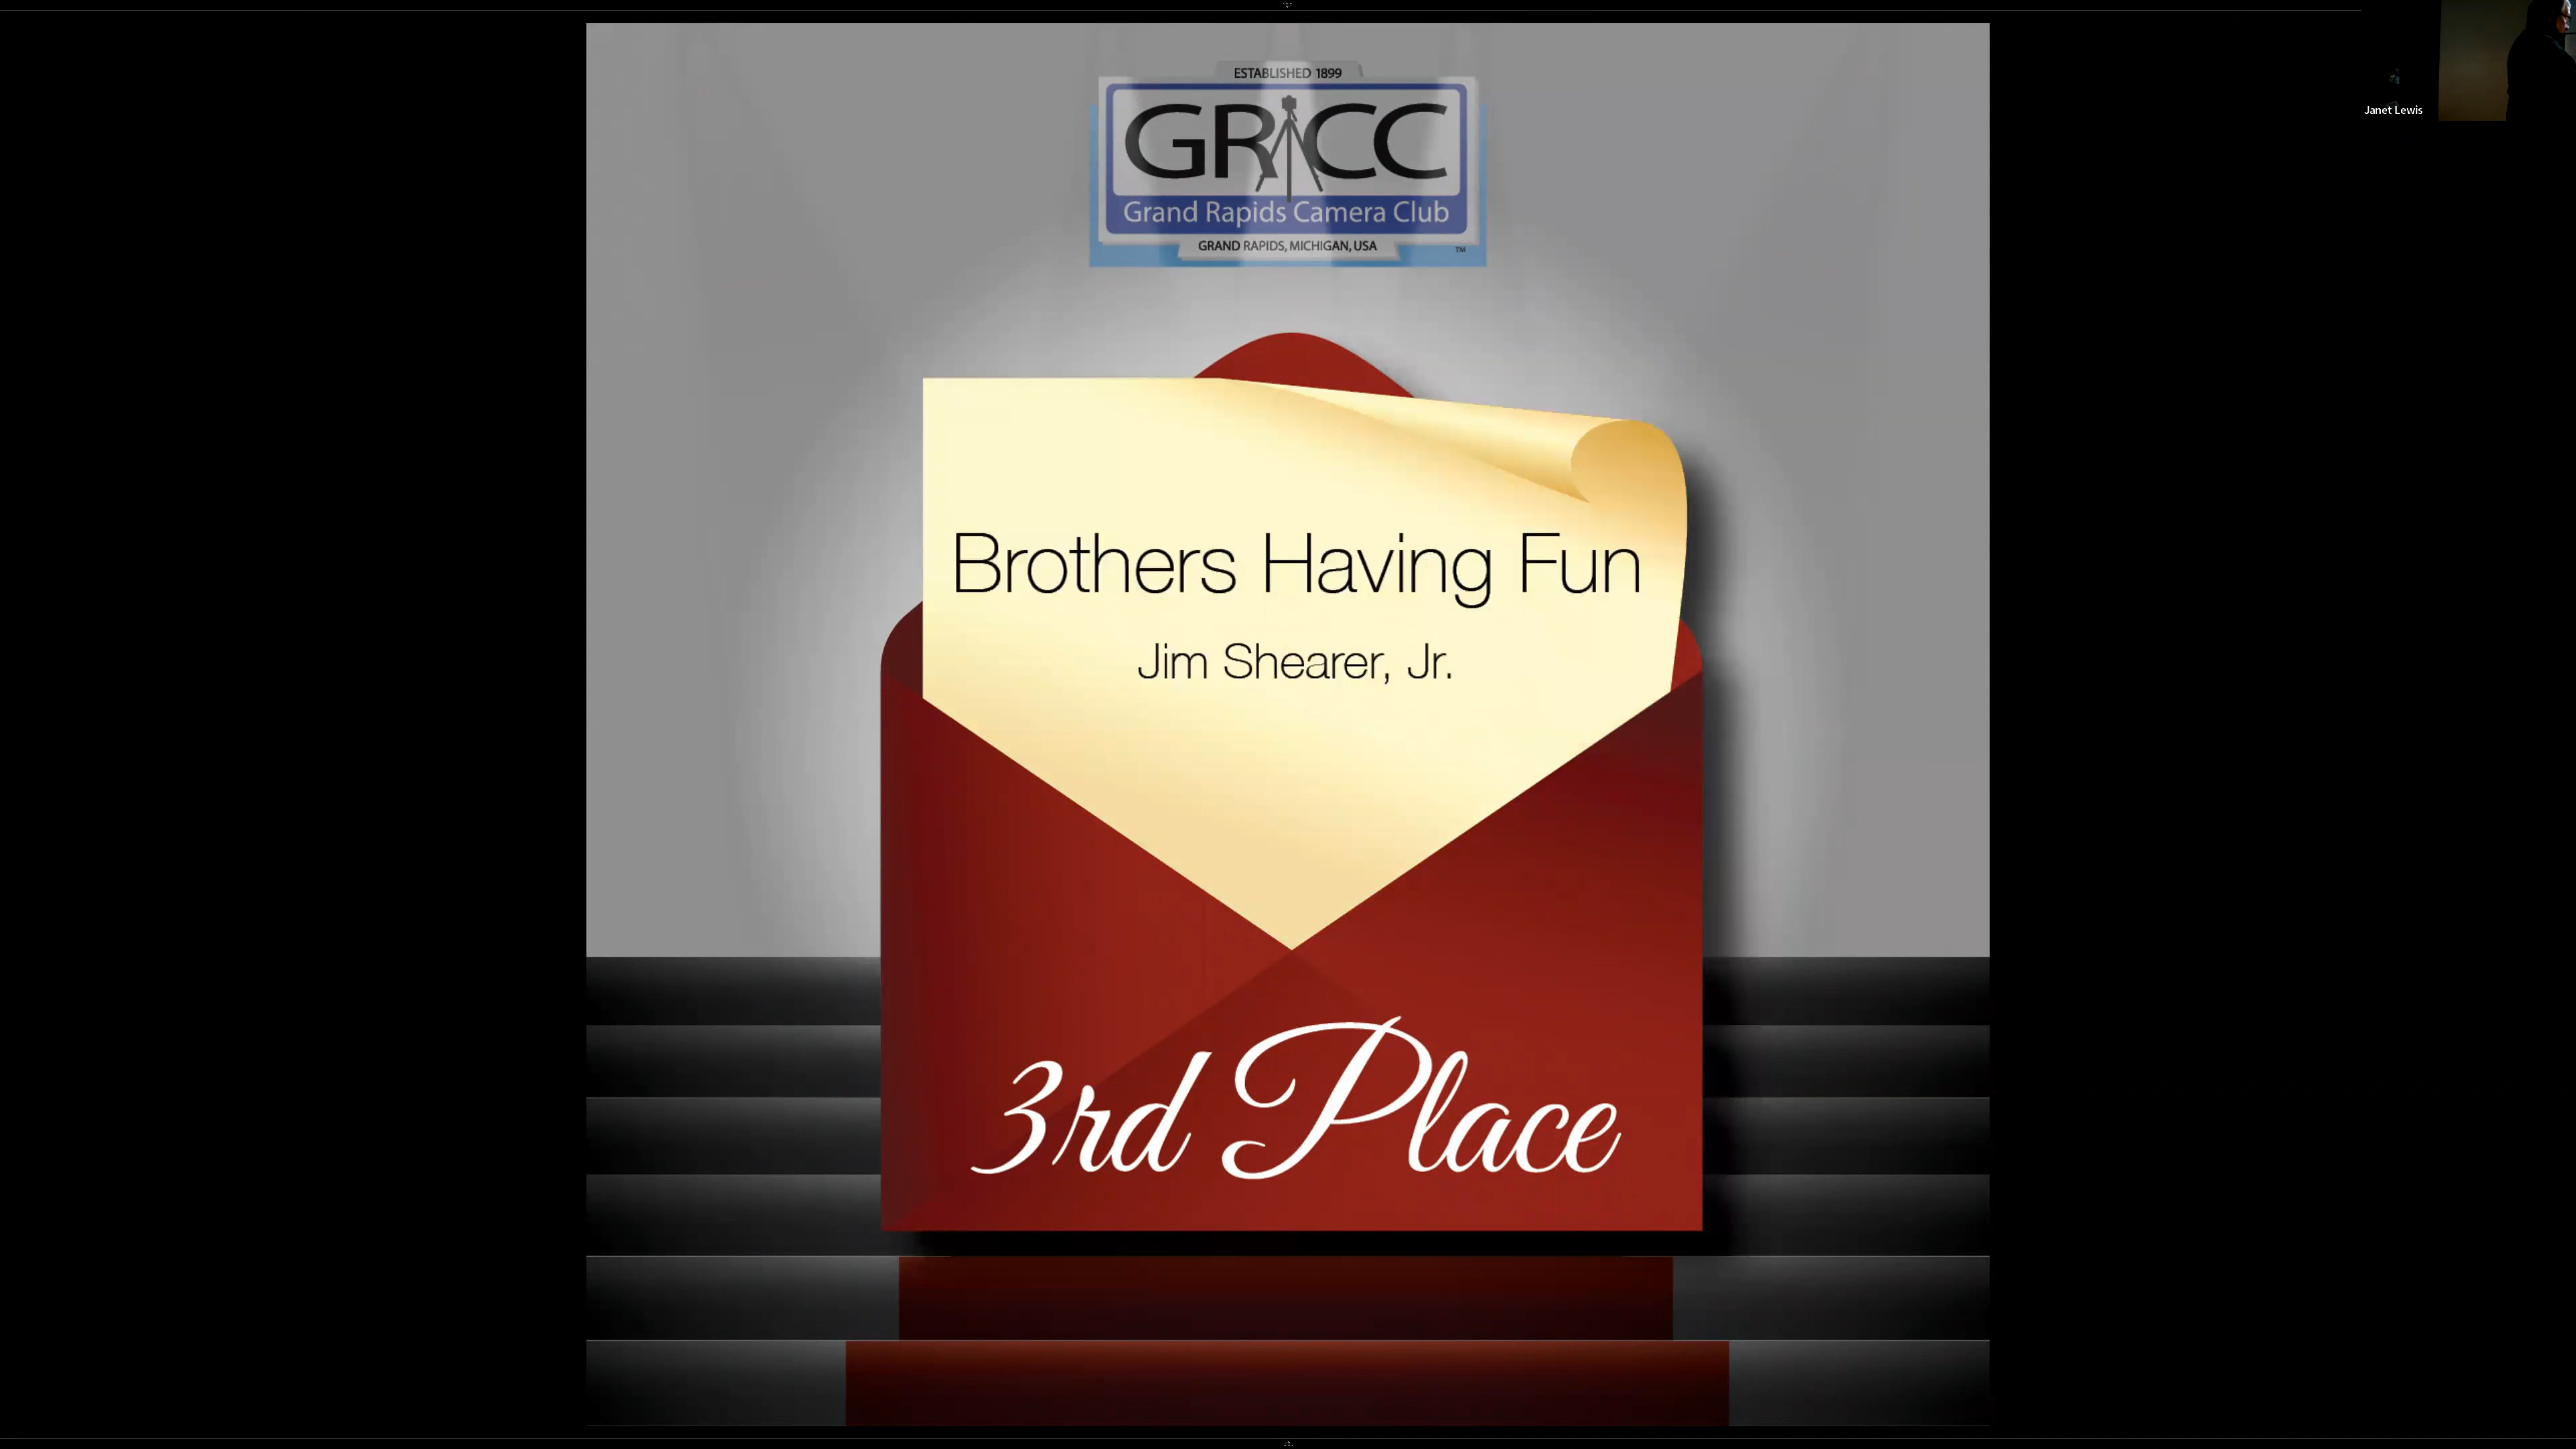 ESTABLISHED 1899
GRCC
Grand Rapids Camera Club
GRAND RAPIDS, MICHIGAN, USA
TM
Janet Lewis
Brothers Having Fun
Jim Shearer, Jr.
3rd Place